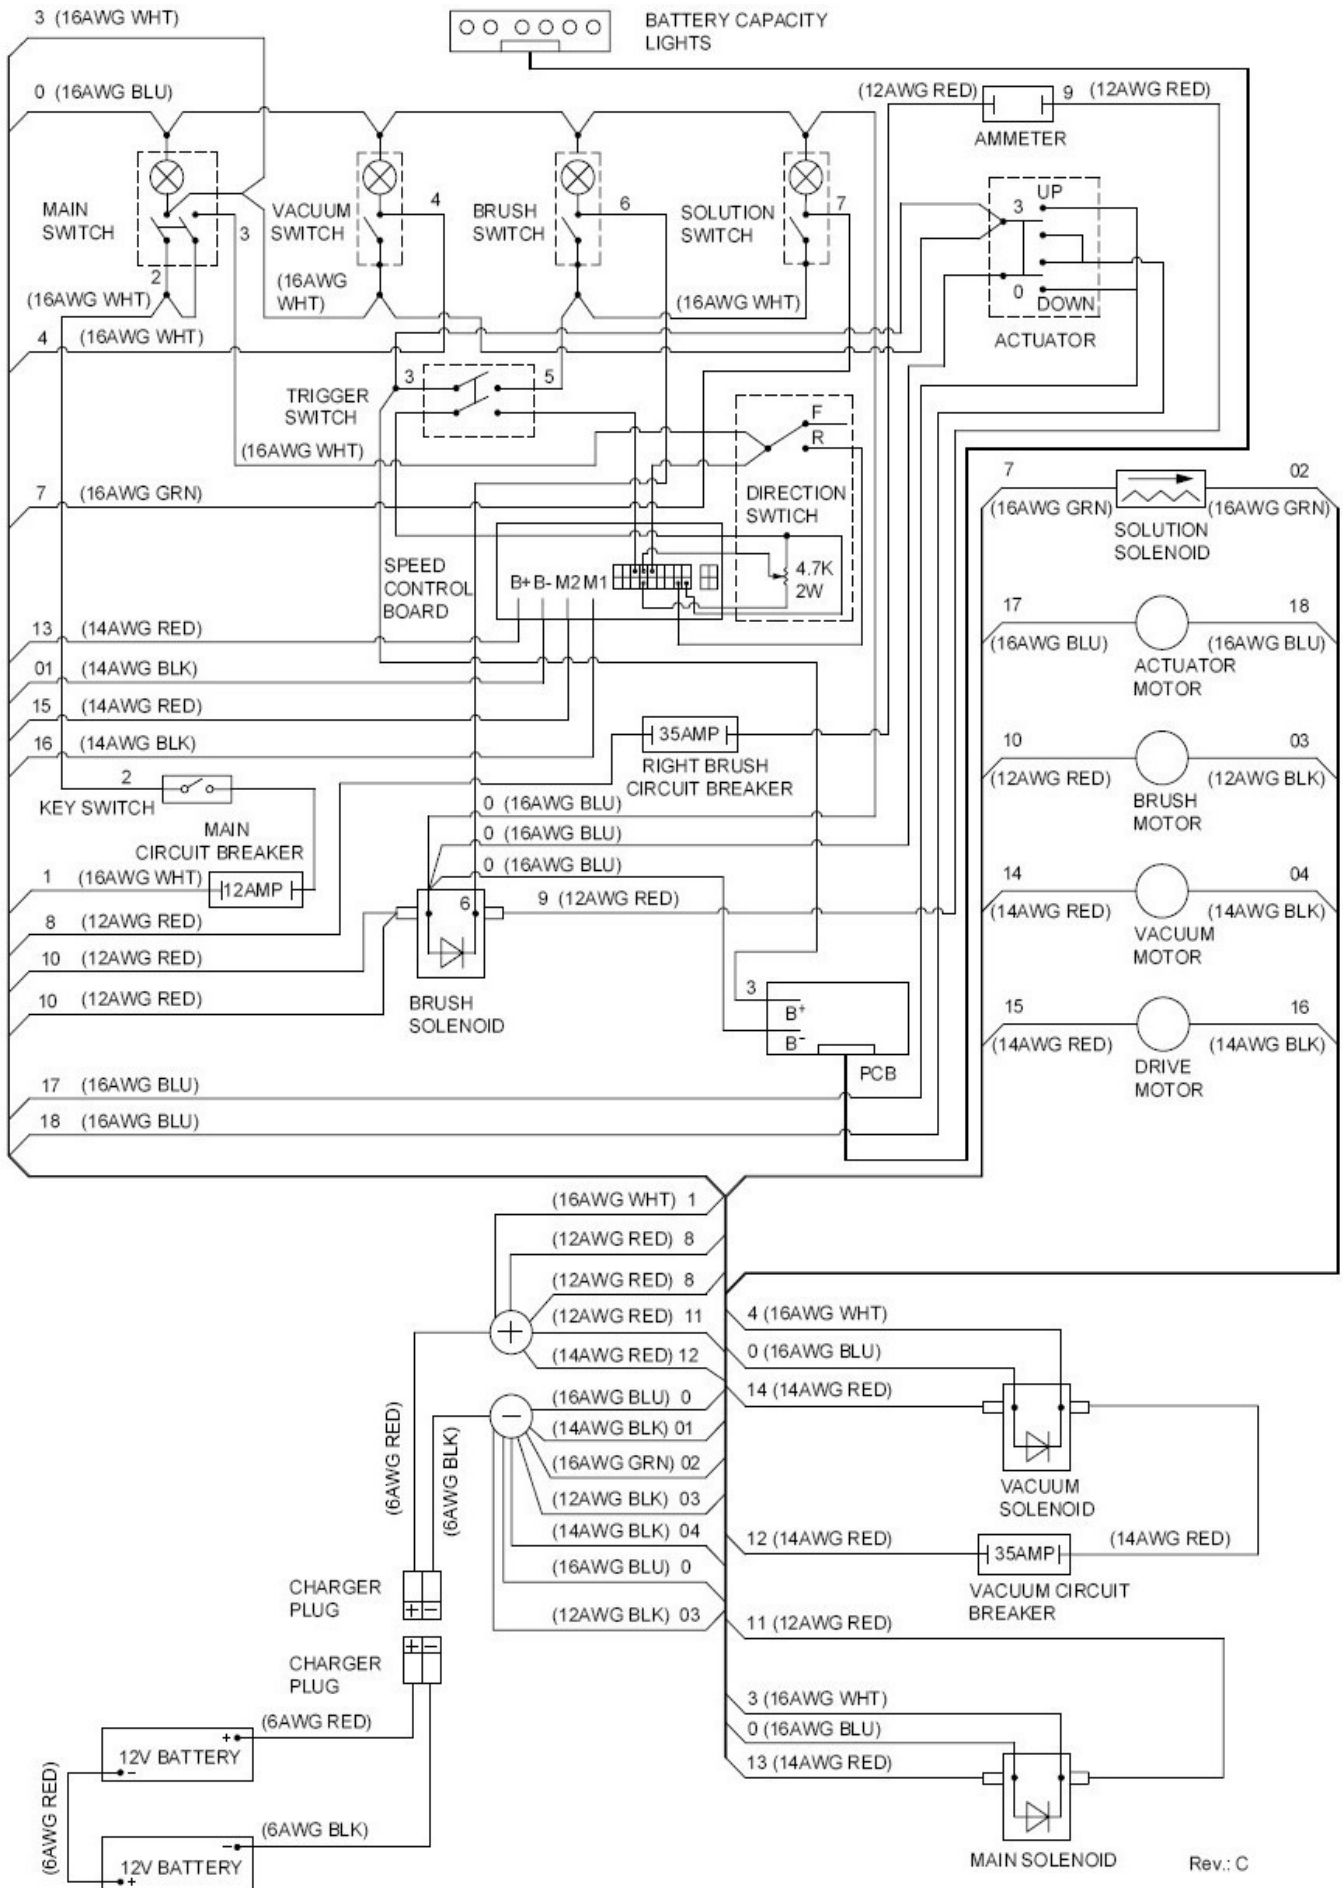 3 (16AWG WHT)
BATTERY CAPACITY
LIGHTS
0 (16AWG BLU)
(12AWG RED)
9 (12AWG RED)
AMMETER
MAIN
SWITCH
3
2
VACUUM
SWITCH
4
BRUSH
SWITCH
6
SOLUTION
SWITCH
7
3
UP
0
DOWN
ACTUATOR
(16AWG WHT)
(16AWG
WHT)
(16AWG WHT)
4 (16AWG WHT)
TRIGGER
SWITCH
3
5
(16AWG WHT)
F
R
DIRECTION
SWTICH
4.7K
2W
7 (16AWG GRN)
SPEED
CONTROL
BOARD
B+ B- M2 M1
7
(16AWG GRN)
02
(16AWG GRN)
SOLUTION
SOLENOID
13 (14AWG RED)
01 (14AWG BLK)
15 (14AWG RED)
16 (14AWG BLK)
17
(16AWG BLU)
18
(16AWG BLU)
ACTUATOR
MOTOR
35AMP
RIGHT BRUSH
CIRCUIT BREAKER
10
(12AWG RED)
03
(12AWG BLK)
BRUSH
MOTOR
2
KEY SWITCH
MAIN
CIRCUIT BREAKER
0 (16AWG BLU)
0 (16AWG BLU)
0 (16AWG BLU)
1 (16AWG WHT)
12AMP
14
(14AWG RED)
04
(14AWG BLK)
VACUUM
MOTOR
8 (12AWG RED)
10 (12AWG RED)
10 (12AWG RED)
6
9 (12AWG RED)
BRUSH
SOLENOID
3
B+
B-
PCB
15
(14AWG RED)
16
(14AWG BLK)
DRIVE
MOTOR
17 (16AWG BLU)
18 (16AWG BLU)
(16AWG WHT) 1
(12AWG RED) 8
(12AWG RED) 8
(12AWG RED) 11
(14AWG RED) 12
+
(16AWG BLU) 0
(14AWG BLK) 01
(16AWG GRN) 02
(12AWG BLK) 03
(14AWG BLK) 04
(16AWG BLU) 0
(12AWG BLK) 03
−
(6AWG RED)
(6AWG BLK)
4 (16AWG WHT)
0 (16AWG BLU)
14 (14AWG RED)
VACUUM
SOLENOID
12 (14AWG RED)
35AMP
(14AWG RED)
VACUUM CIRCUIT
BREAKER
11 (12AWG RED)
3 (16AWG WHT)
0 (16AWG BLU)
13 (14AWG RED)
MAIN SOLENOID
CHARGER
PLUG
+ −
+ −
CHARGER
PLUG
(6AWG RED)
+
12V BATTERY
-
(6AWG RED)
(6AWG BLK)
−
12V BATTERY
+
Rev.: C